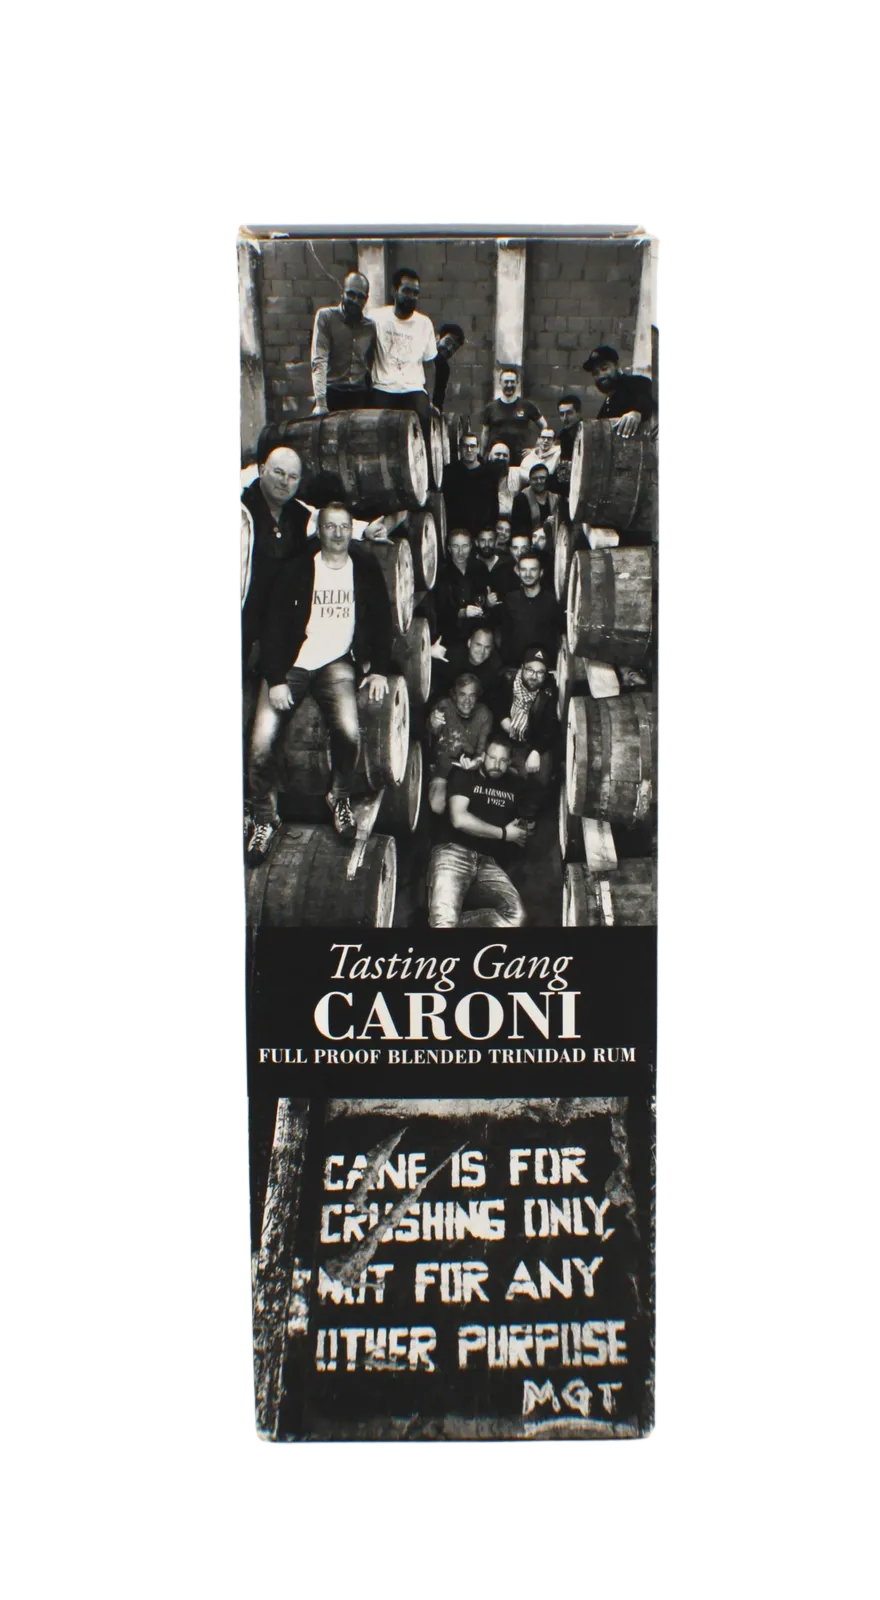 KELDO
1978
BLAIRMONT
1982
Tasting Gang
CARONI
FULL PROOF BLENDED TRINIDAD RUM
CANE IS FOR
CRUSHING ONLY,
NOT FOR ANY
OTHER PURPOSE
MGT